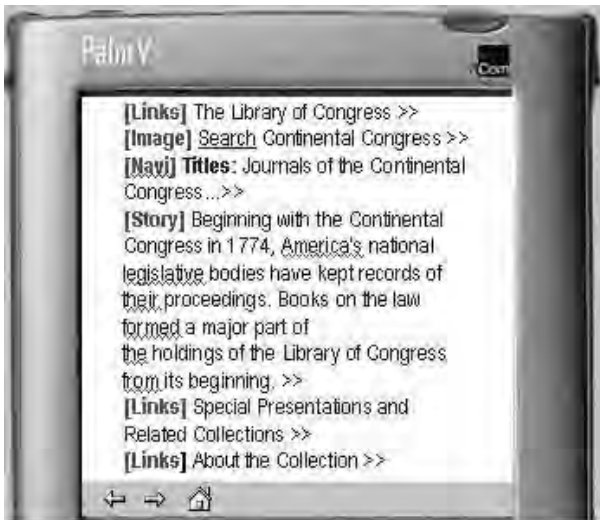 Palm V
Com
[Links] The Library of Congress >>
[Image] Search Continental Congress >>
[Navi] Titles: Journals of the Continental
Congress...>>
[Story] Beginning with the Continental
Congress in 1774, America's national
legislative bodies have kept records of
their proceedings. Books on the law
formed a major part of
the holdings of the Library of Congress
from its beginning. >>
[Links] Special Presentations and
Related Collections >>
[Links] About the Collection >>